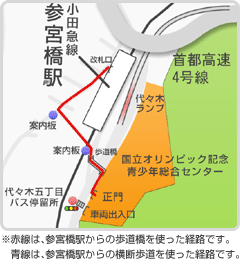 小田急線
参宮橋駅
改札口
首都高速
4号線
代々木
ランプ
案内板
案内板
歩道橋
国立オリンピック記念
青少年総合センター
代々木五丁目
バス停留所
正門
車両出入口
※赤線は、参宮橋駅からの歩道橋を使った経路です。
青線は、参宮橋駅からの横断歩道を使った経路です。